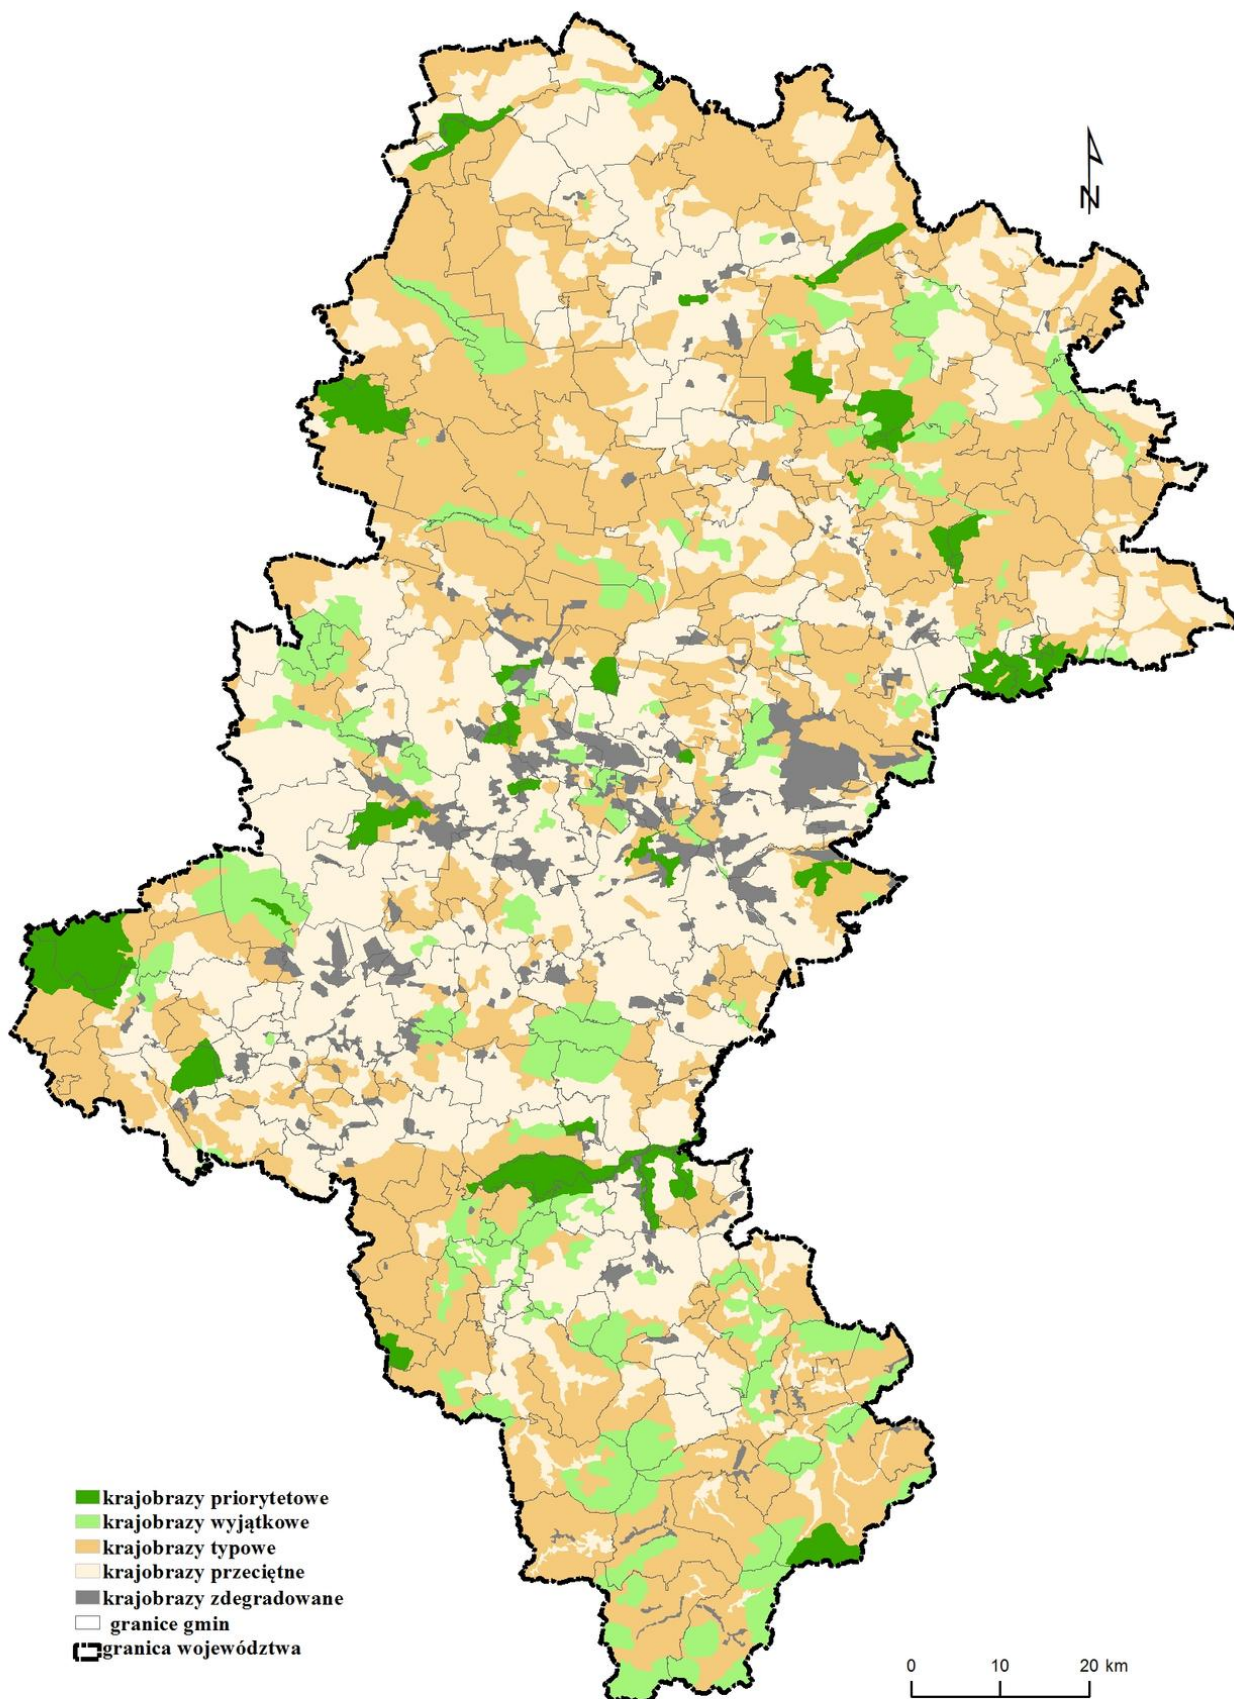 N
krajobrazy priorytetowe
krajobrazy wyjątkowe
krajobrazy typowe
krajobrazy przeciętne
krajobrazy zdegradowane
granice gmin
granica województwa
0 10 20 km